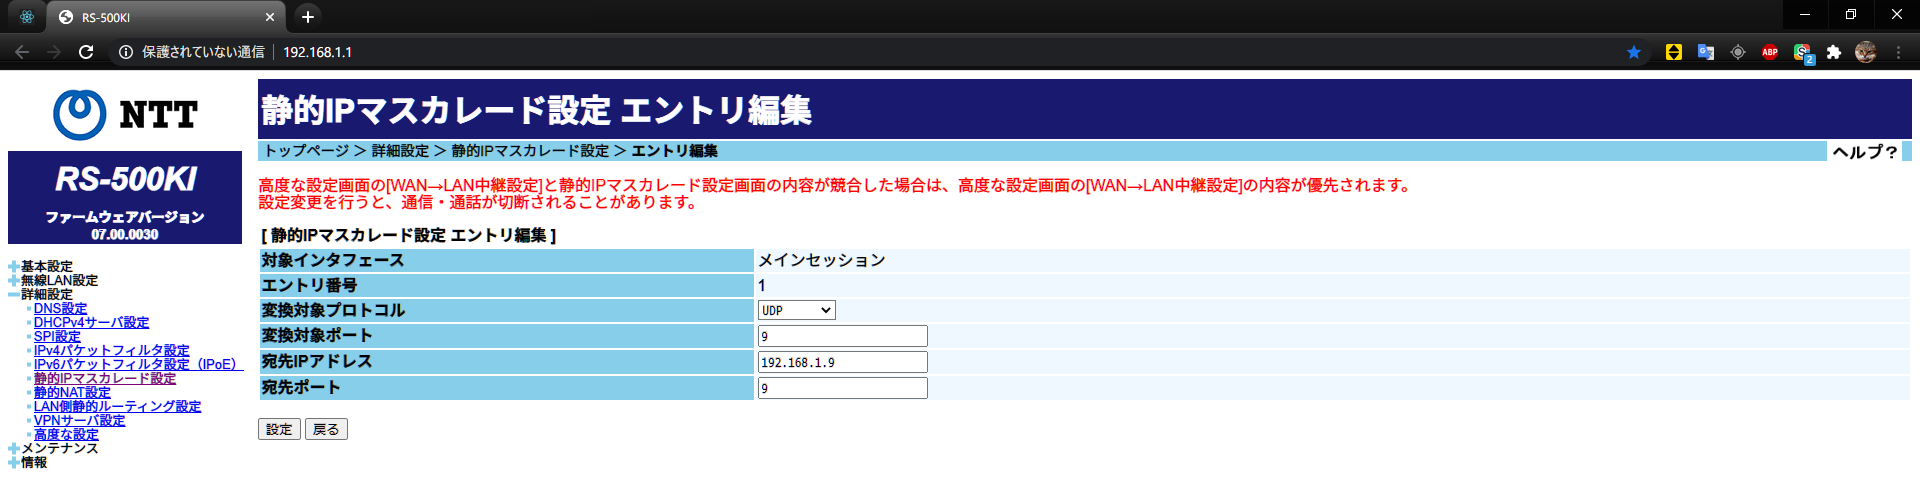 RS-500KI
保護されていない通信 192.168.1.1
ABP
2
NTT
RS-500KI
ファームウェアバージョン
07.00.0030
基本設定
無線LAN設定
詳細設定
DNS設定
DHCPv4サーバ設定
SPI設定
IPv4パケットフィルタ設定
IPv6パケットフィルタ設定（IPoE）
静的IPマスカレード設定
静的NAT設定
LAN側静的ルーティング設定
VPNサーバ設定
高度な設定
メンテナンス
情報
静的IPマスカレード設定 エントリ編集
トップページ ＞ 詳細設定 ＞ 静的IPマスカレード設定 ＞ エントリ編集
ヘルプ？
高度な設定画面の[WAN→LAN中継設定]と静的IPマスカレード設定画面の内容が競合した場合は、高度な設定画面の[WAN→LAN中継設定]の内容が優先されます。
設定変更を行うと、通信・通話が切断されることがあります。
[ 静的IPマスカレード設定 エントリ編集 ]
対象インタフェース メインセッション
エントリ番号 1
変換対象プロトコル UDP
変換対象ポート 9
宛先IPアドレス 192.168.1.9
宛先ポート 9
設定 戻る